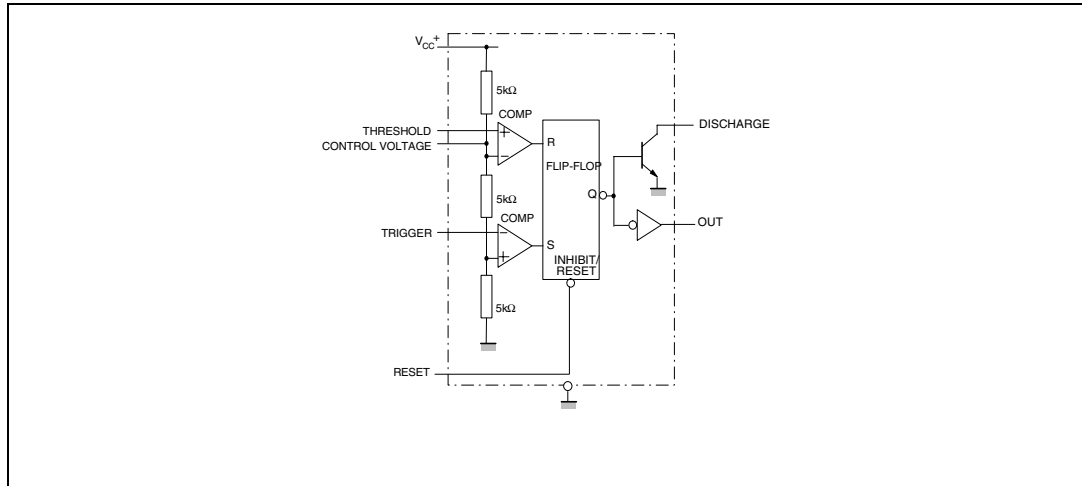 VCC+
5kΩ
COMP
THRESHOLD
CONTROL VOLTAGE
+
−
R
FLIP-FLOP
DISCHARGE
Q
5kΩ
COMP
TRIGGER
−
+
S
OUT
INHIBIT/
RESET
5kΩ
RESET